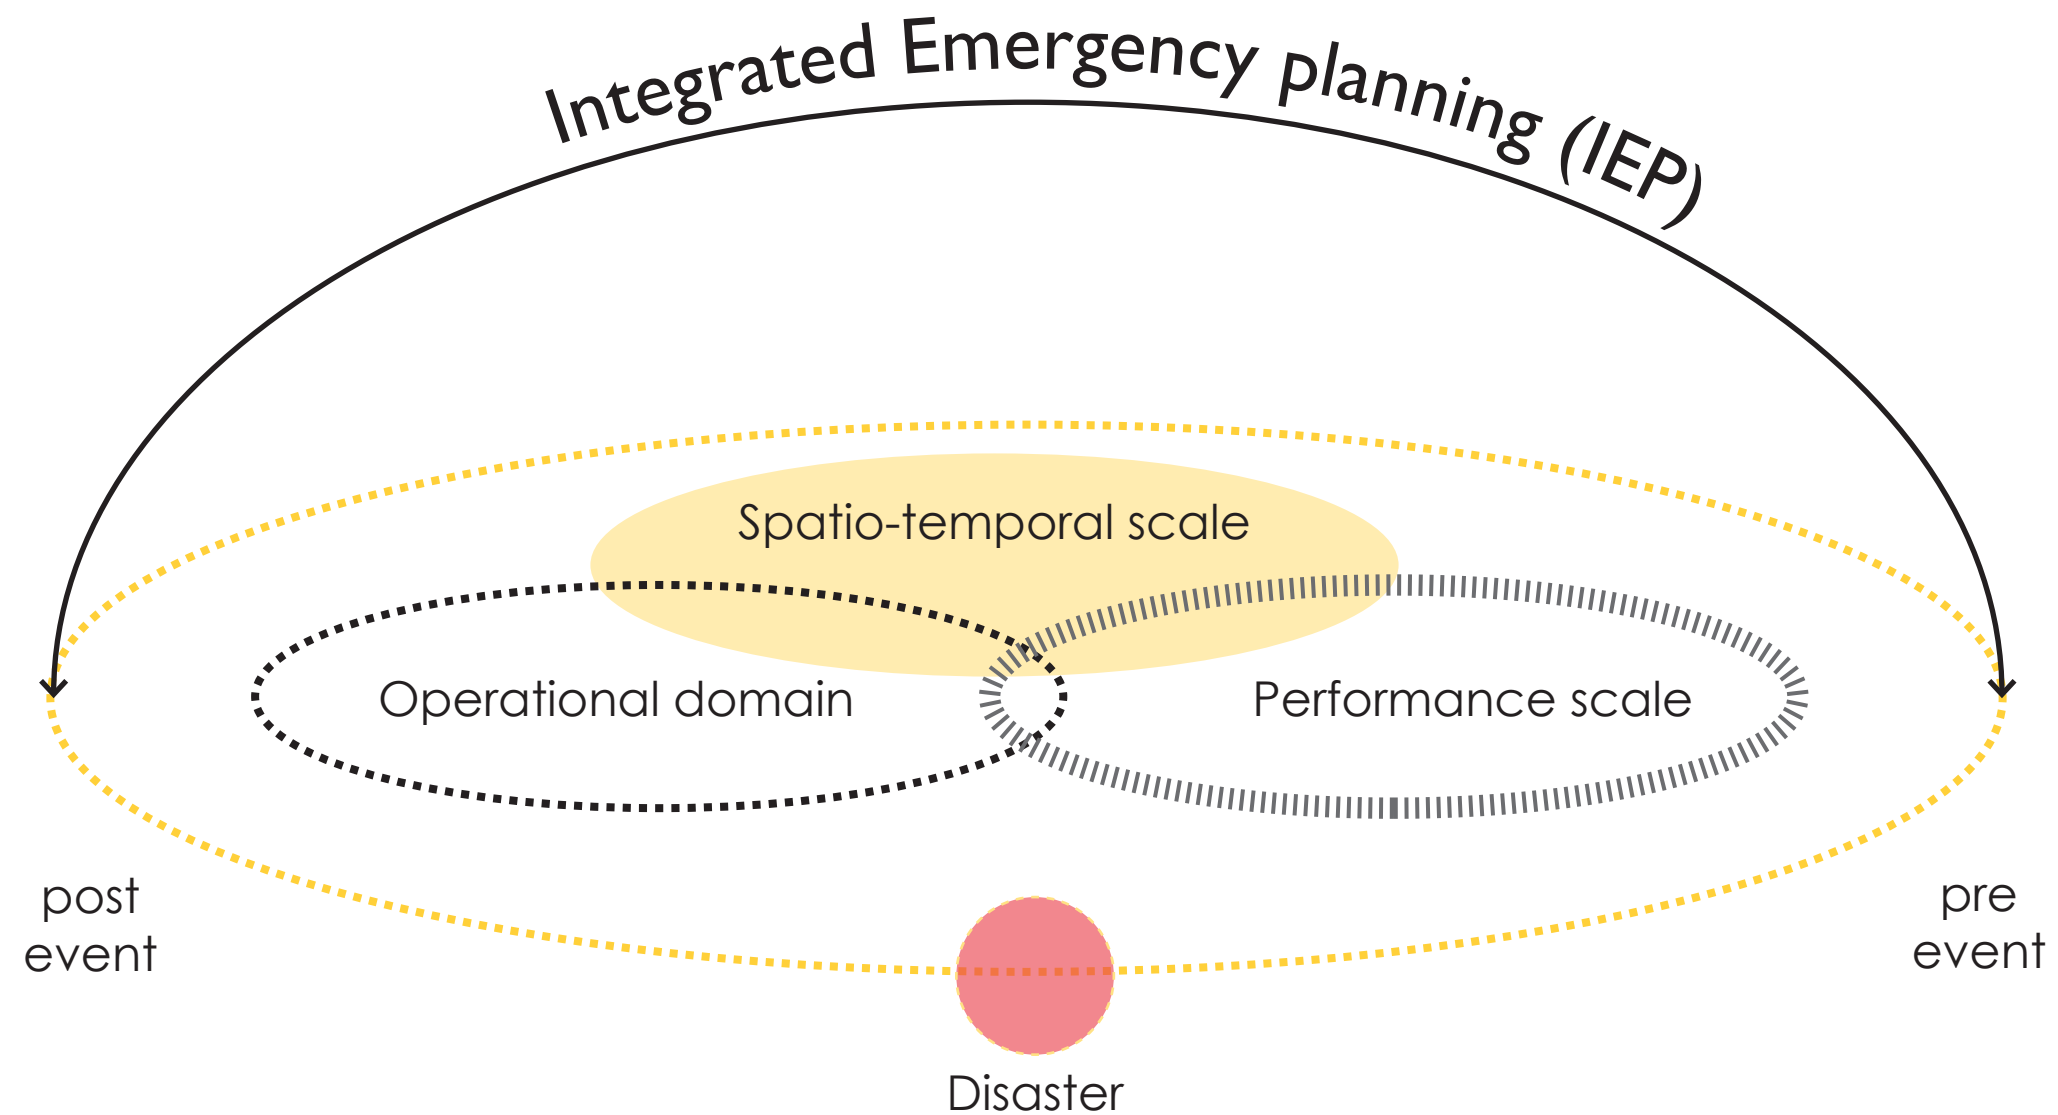 Integrated Emergency planning (IEP)
Spatio-temporal scale
Operational domain
Performance scale
post
event
pre
event
Disaster